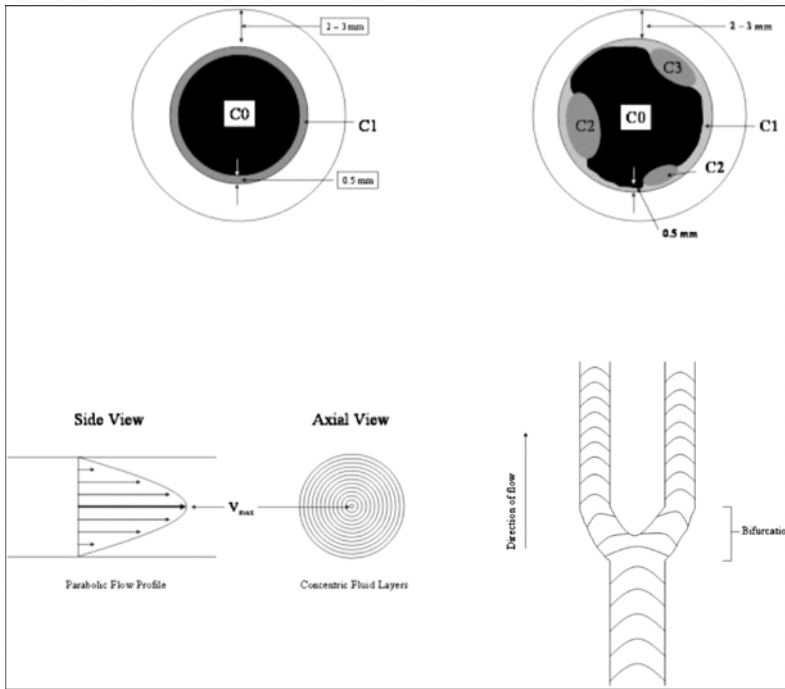 2 – 3 mm
C0
C1
0.5 mm
2 – 3 mm
C3
C2
C0
C1
C2
0.5 mm
Side View
Axial View
V max
Parabolic Flow Profile
Concentric Fluid Layers
Direction of flow
Bifurcatio